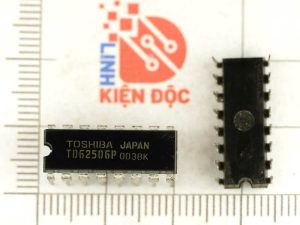 LINH
KIỆN ĐỘC
TOSHIBA JAPAN
TD62506P 0038K